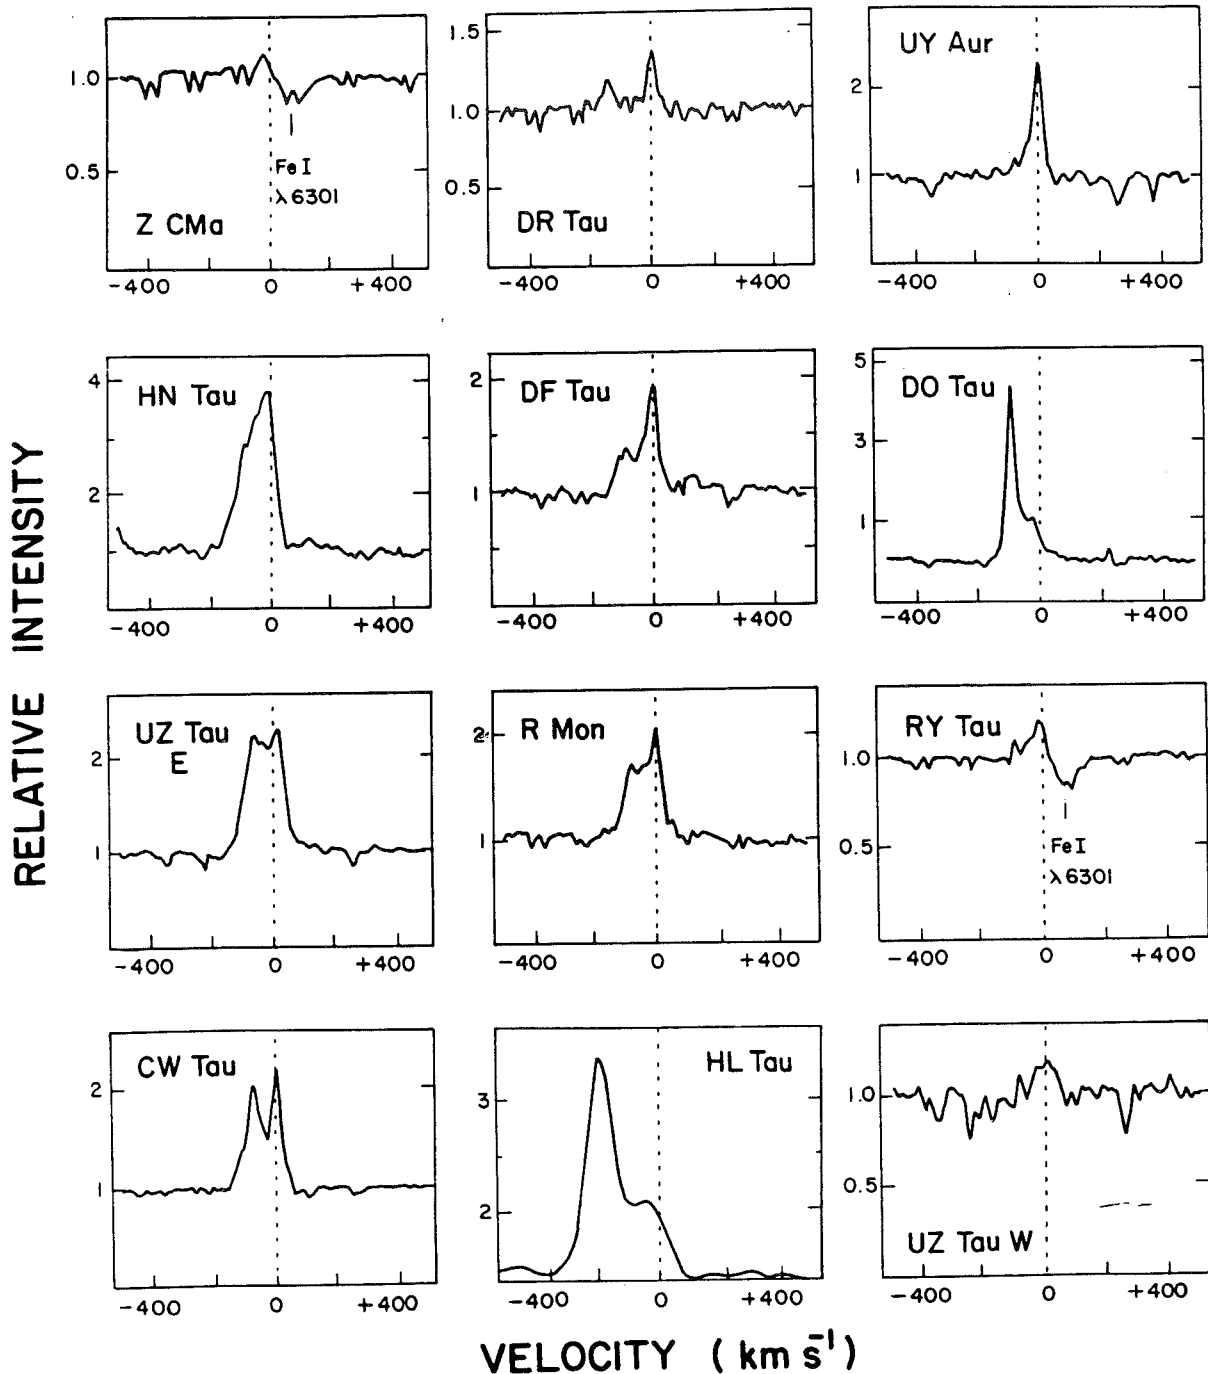 RELATIVE INTENSITY
1.0
0.5
Fe I
λ6301
Z CMa
-400 0 +400
1.5
1.0
0.5
DR Tau
-400 0 +400
UY Aur
2
1
-400 0 +400
4
2
HN Tau
-400 0 +400
2
1
DF Tau
-400 0 +400
5
3
1
DO Tau
-400 0 +400
UZ Tau
E
2
1
-400 0 +400
R Mon
2
1
-400 0 +400
RY Tau
1.0
0.5
Fe I
λ6301
-400 0 +400
CW Tau
2
1
-400 0 +400
HL Tau
3
2
-400 0 +400
1.0
0.5
UZ Tau W
-400 0 +400
VELOCITY (km s⁻¹)